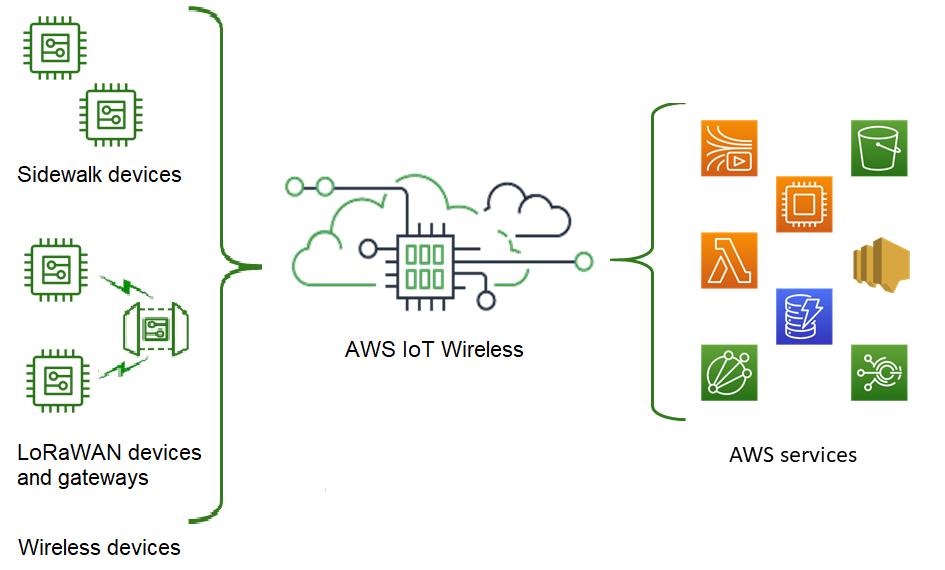 Sidewalk devices
AWS IoT Wireless
LoRaWAN devices
and gateways
AWS services
Wireless devices